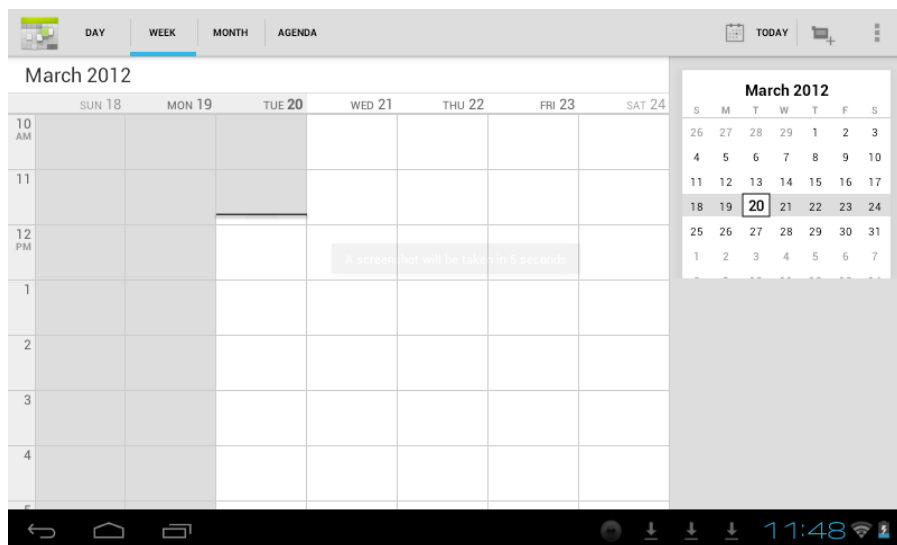 DAY WEEK MONTH AGENDA TODAY
March 2012
SUN 18 MON 19 TUE 20 WED 21 THU 22 FRI 23 SAT 24
10
AM
11
12
PM
1
2
3
4
A screenshot will be taken in 5 seconds
March 2012
S M T W T F S
26 27 28 29 1 2 3
4 5 6 7 8 9 10
11 12 13 14 15 16 17
18 19 20 21 22 23 24
25 26 27 28 29 30 31
1 2 3 4 5 6 7
11:48